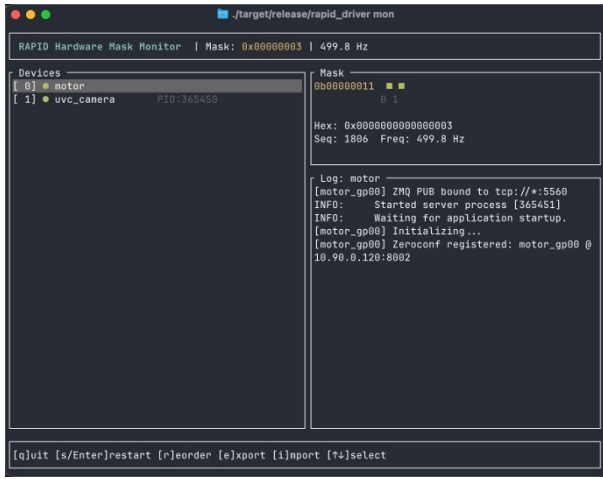 ./target/release/rapid_driver mon
RAPID Hardware Mask Monitor | Mask: 0x00000003 | 499.8 Hz
Devices
[ 0] ● motor
[ 1] ● uvc_camera PID:365450
Mask
0b00000011 ■ ■
0 1
Hex: 0x0000000000000003
Seq: 1806 Freq: 499.8 Hz
Log: motor
[motor_gp00] ZMQ PUB bound to tcp://*:5560
INFO: Started server process [365451]
INFO: Waiting for application startup.
[motor_gp00] Initializing...
[motor_gp00] Zeroconf registered: motor_gp00 @
10.90.0.120:8002
[q]uit [s/Enter]restart [r]eorder [e]xport [i]mport [↑↓]select